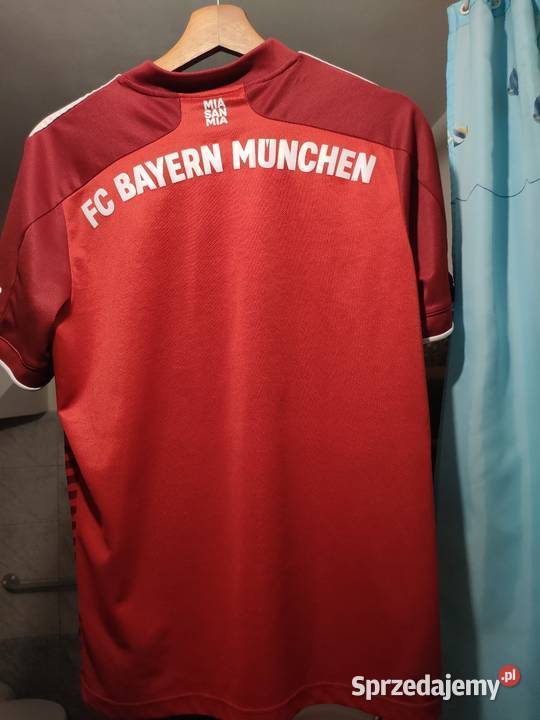 MIA
SAN
MIA
FC BAYERN MÜNCHEN
Sprzedajemy.pl